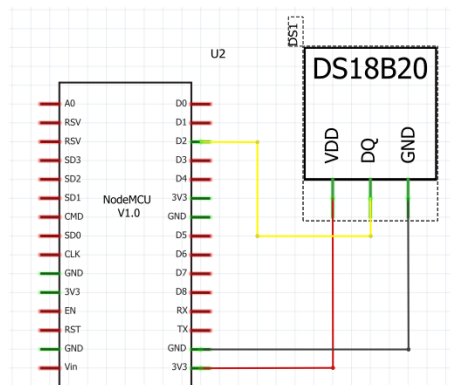 U2
DS1
DS18B20
VDD
DQ
GND
NodeMCU
V1.0
A0
RSV
RSV
SD3
SD2
SD1
CMD
SD0
CLK
GND
3V3
EN
RST
GND
Vin
D0
D1
D2
D3
D4
3V3
GND
D5
D6
D7
D8
RX
TX
GND
3V3